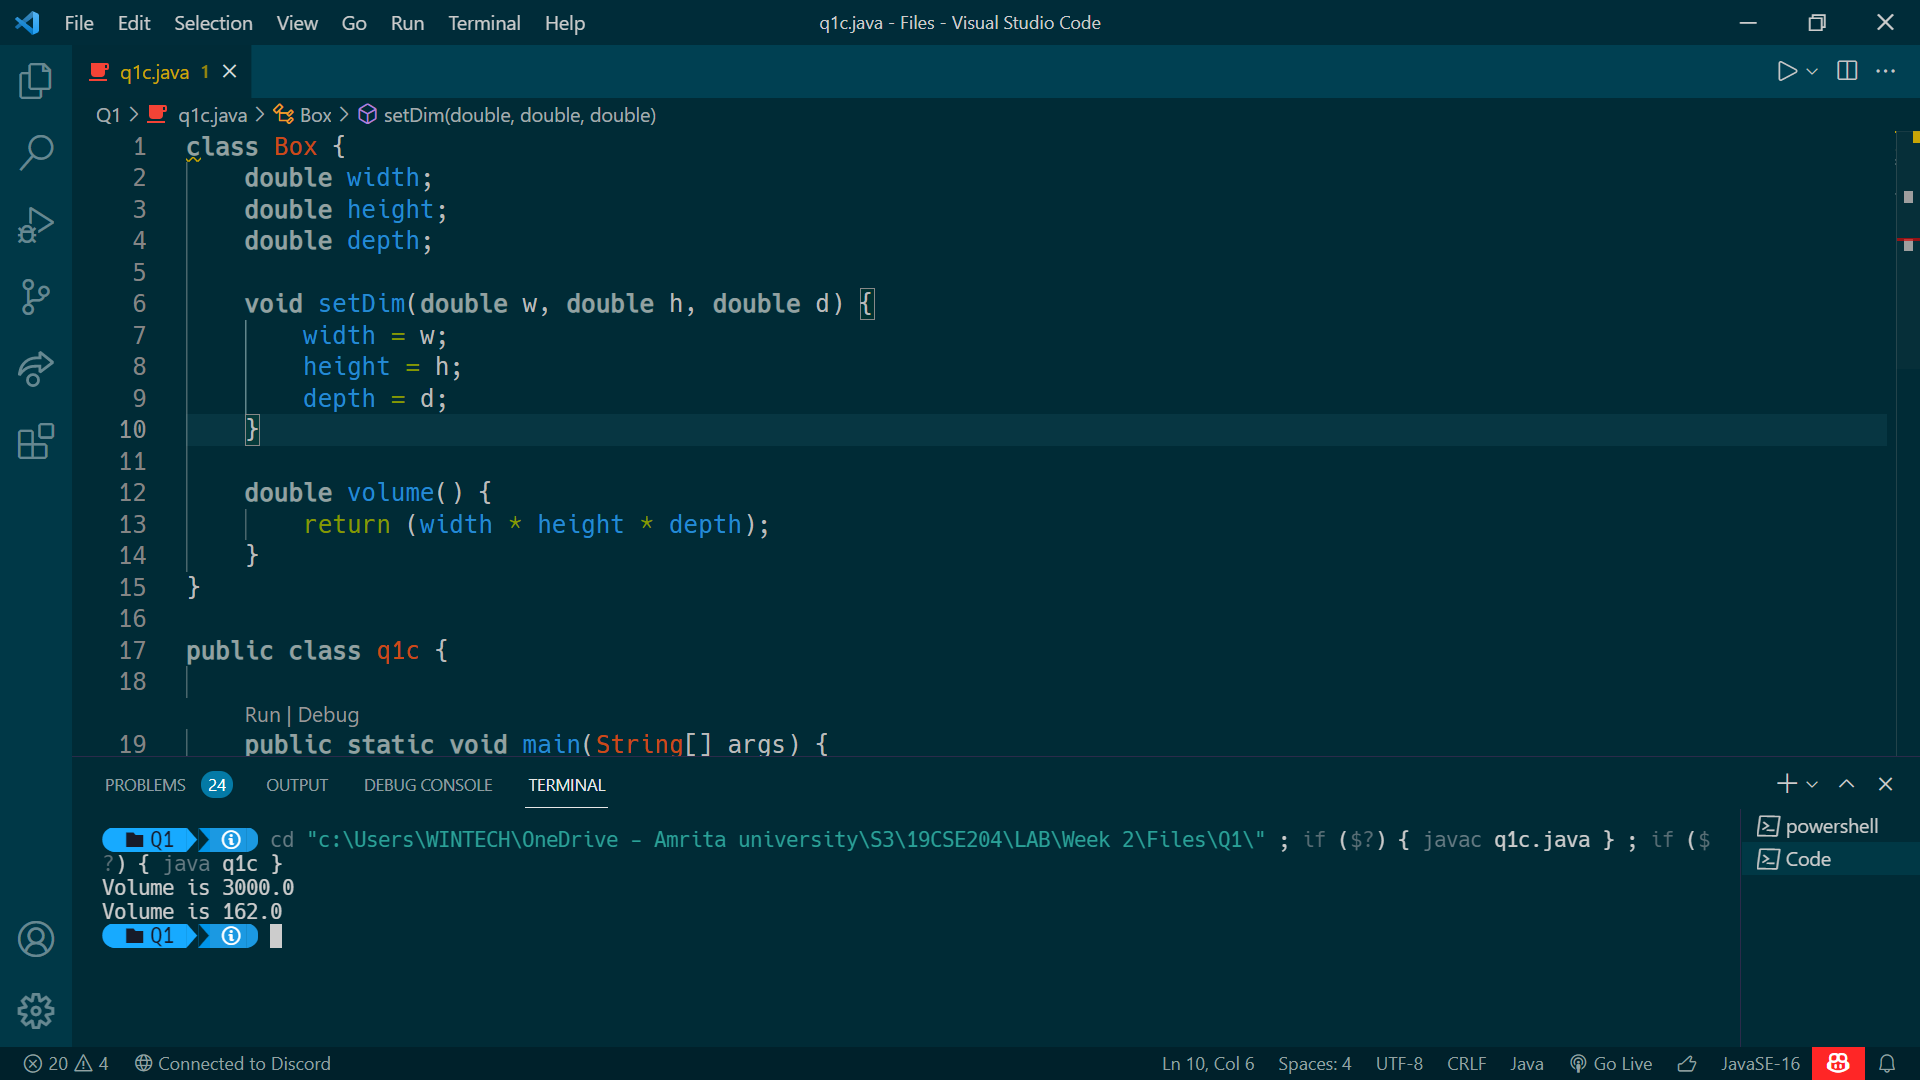 File Edit Selection View Go Run Terminal Help q1c.java - Files - Visual Studio Code
q1c.java 1
Q1 > q1c.java > Box > setDim(double, double, double)
1 class Box {
2 double width;
3 double height;
4 double depth;
5
6 void setDim(double w, double h, double d) {
7 width = w;
8 height = h;
9 depth = d;
10 }
11
12 double volume() {
13 return (width * height * depth);
14 }
15 }
16
17 public class q1c {
18
Run | Debug
19 public static void main(String[] args) {
PROBLEMS 24 OUTPUT DEBUG CONSOLE TERMINAL
Q1 cd "c:\Users\WINTECH\OneDrive - Amrita university\S3\19CSE204\LAB\Week 2\Files\Q1\" ; if ($?) { javac q1c.java } ; if ($
?) { java q1c }
Volume is 3000.0
Volume is 162.0
Q1
powershell
Code
20 4 Connected to Discord Ln 10, Col 6 Spaces: 4 UTF-8 CRLF Java Go Live JavaSE-16